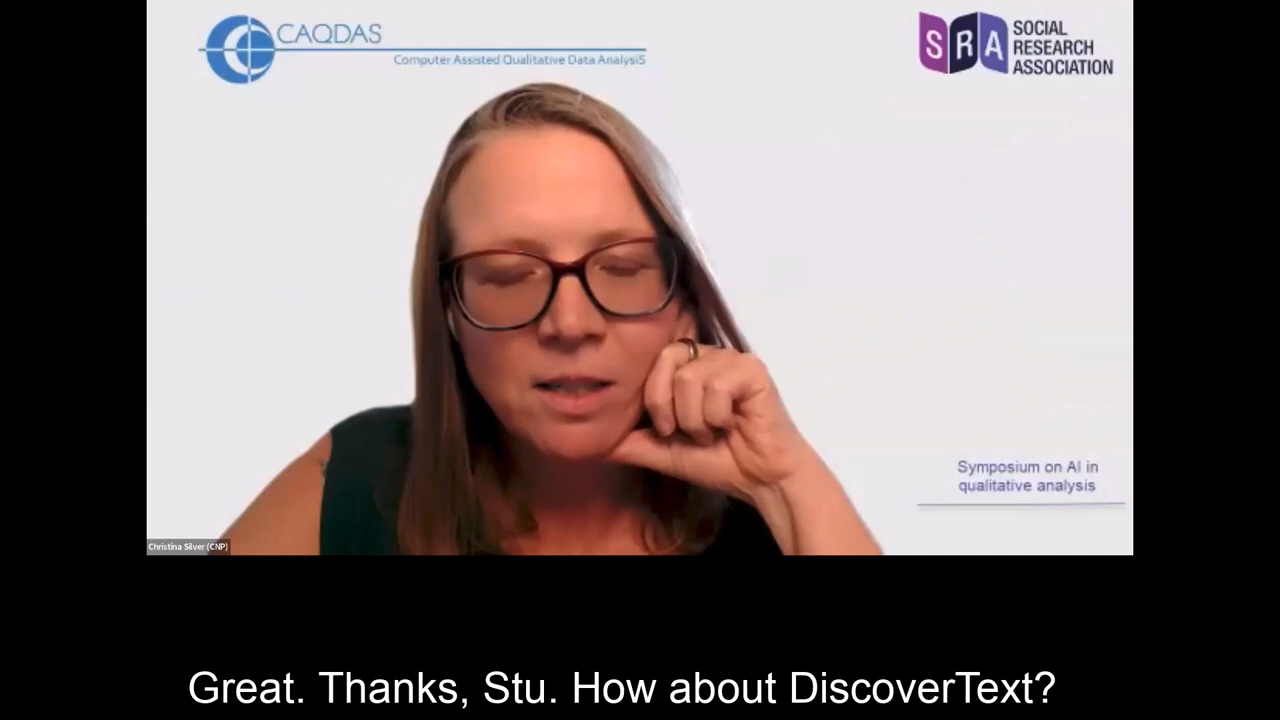 CAQDAS
Computer Assisted Qualitative Data AnalysiS
SRA
SOCIAL
RESEARCH
ASSOCIATION
Symposium on AI in
qualitative analysis
Christina Silver (CNP)
Great. Thanks, Stu. How about DiscoverText?